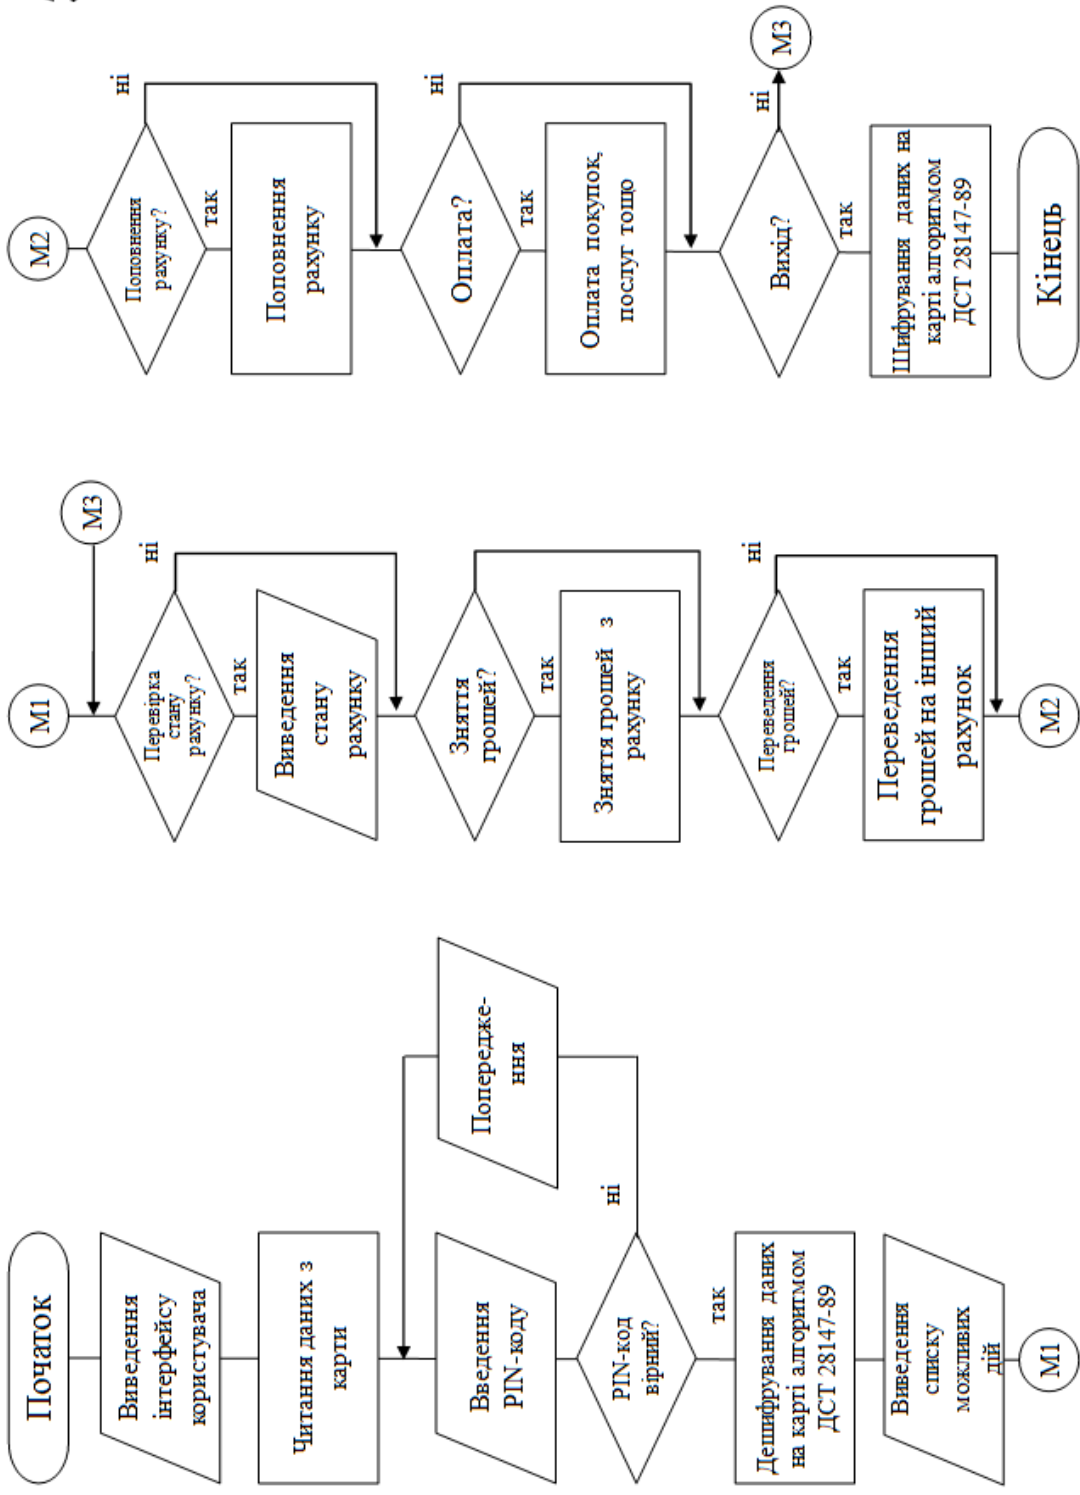 Початок
Виведення
інтерфейсу
користувача
Читання даних з
карти
Введення
PIN-коду
PIN-код
вірний?
ні
Попередже-
ння
так
Дешифрування даних
на карті алгоритмом
ДСТ 28147-89
Виведення
списку
можливих
дій
М1
М1
М3
Перевірка
стану
рахунку?
ні
так
Виведення
стану
рахунку
Зняття
грошей?
так
Зняття грошей з
рахунку
Переведення
грошей?
ні
так
Переведення
грошей на інший
рахунок
М2
М2
Поповнення
рахунку?
ні
так
Поповнення
рахунку
Оплата?
ні
так
Оплата покупок,
послуг тощо
Вихід?
ні
М3
так
Шифрування даних на
карті алгоритмом
ДСТ 28147-89
Кінець